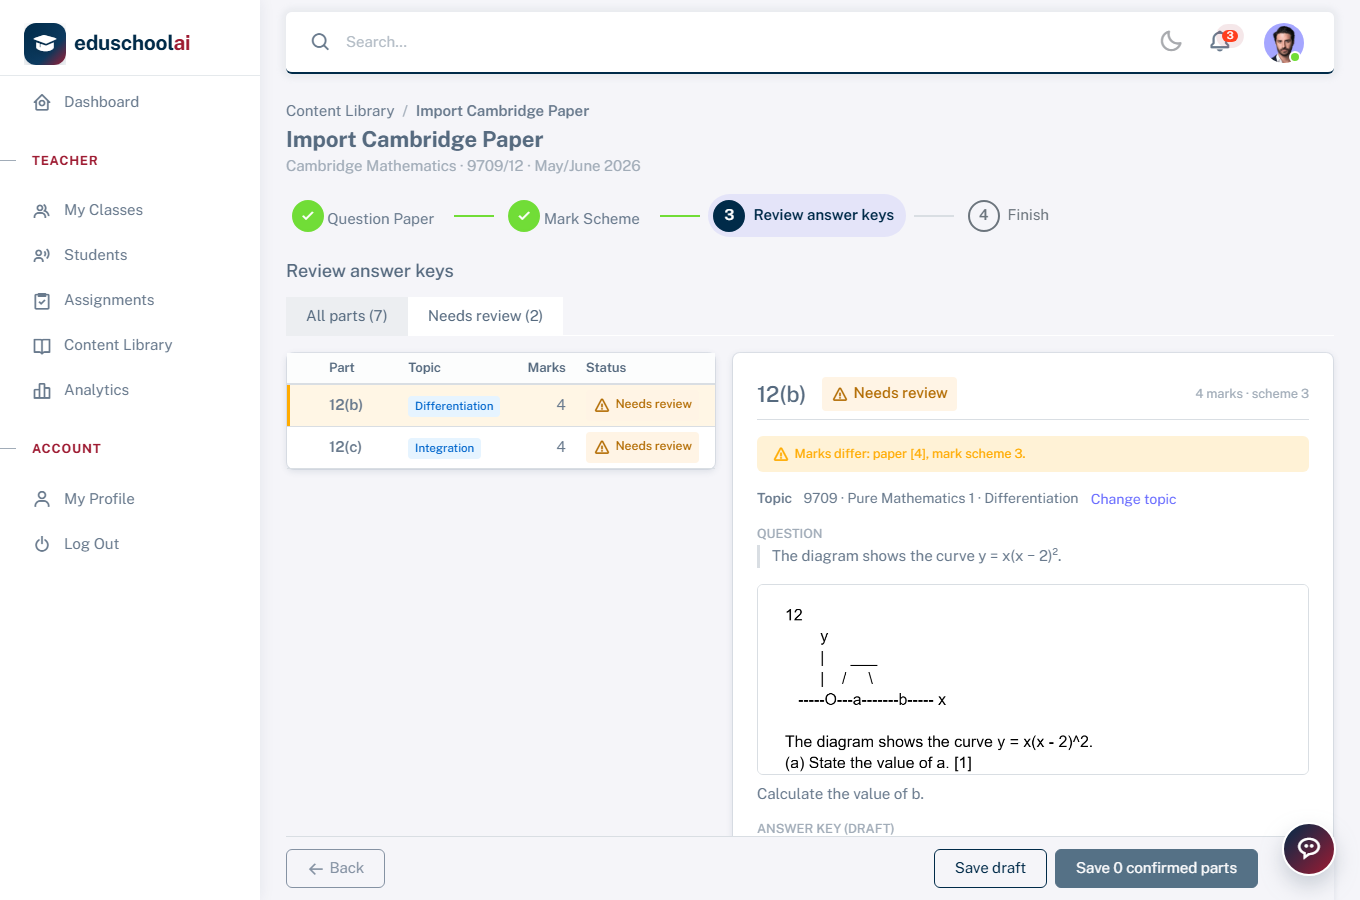 eduschoolai
Search...
3
Dashboard
TEACHER
My Classes
Students
Assignments
Content Library
Analytics
ACCOUNT
My Profile
Log Out
Content Library / Import Cambridge Paper
Import Cambridge Paper
Cambridge Mathematics · 9709/12 · May/June 2026
Question Paper
Mark Scheme
3 Review answer keys
4 Finish
Review answer keys
All parts (7)
Needs review (2)
Part Topic Marks Status
12(b) Differentiation 4 Needs review
12(c) Integration 4 Needs review
12(b) Needs review 4 marks · scheme 3
Marks differ: paper [4], mark scheme 3.
Topic 9709 · Pure Mathematics 1 · Differentiation Change topic
QUESTION
The diagram shows the curve y = x(x − 2)².
12
y
|      ___
|    /     \
-----O---a-------b----- x
The diagram shows the curve y = x(x - 2)^2.
(a) State the value of a. [1]
Calculate the value of b.
ANSWER KEY (DRAFT)
Back
Save draft
Save 0 confirmed parts